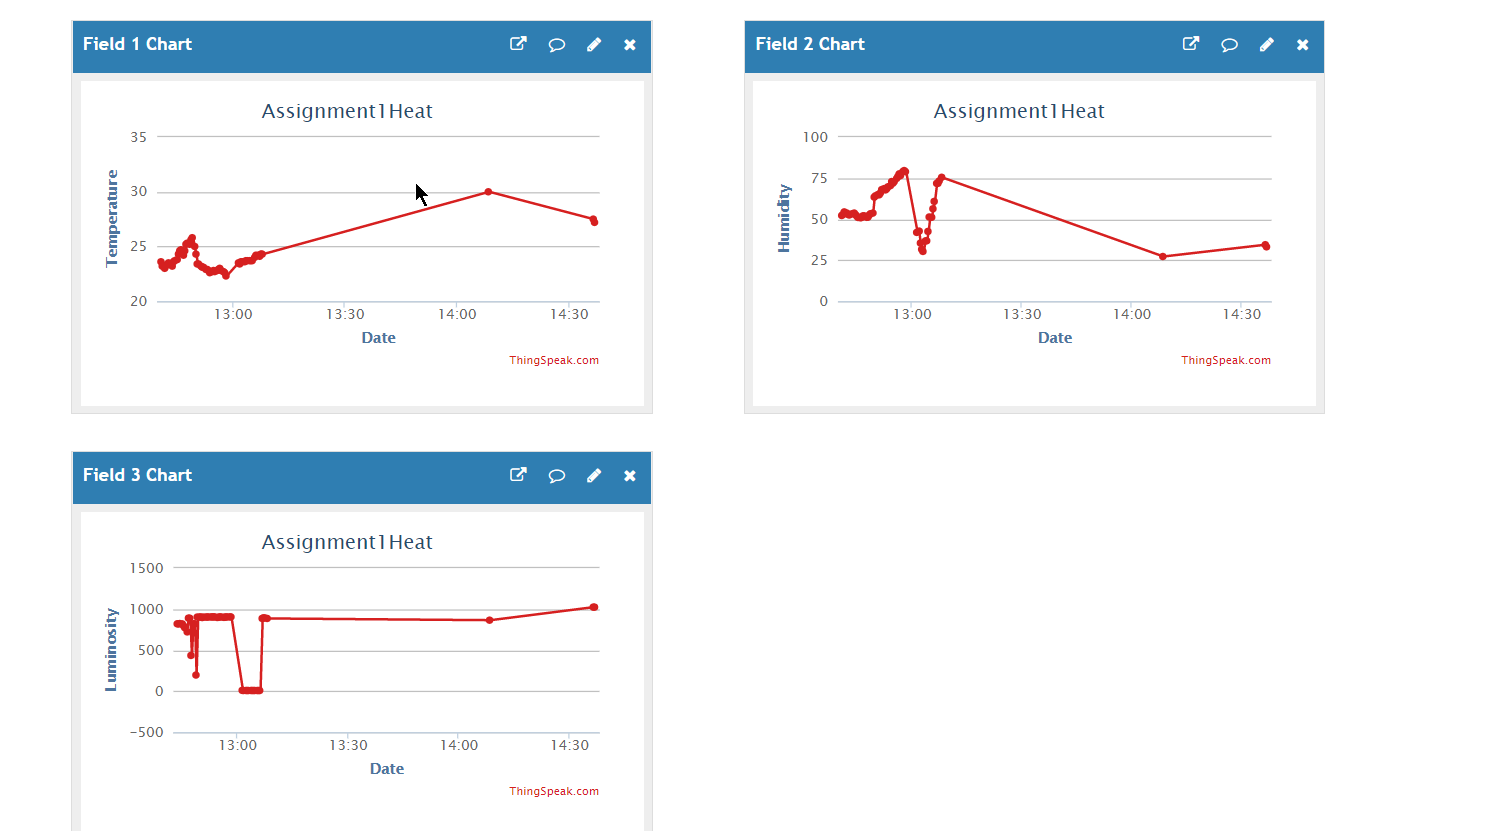 Field 1 Chart
Assignment1Heat
35
30
25
20
Temperature
13:00 13:30 14:00 14:30
Date
ThingSpeak.com
Field 2 Chart
Assignment1Heat
100
75
50
25
0
Humidity
13:00 13:30 14:00 14:30
Date
ThingSpeak.com
Field 3 Chart
Assignment1Heat
1500
1000
500
0
−500
Luminosity
13:00 13:30 14:00 14:30
Date
ThingSpeak.com